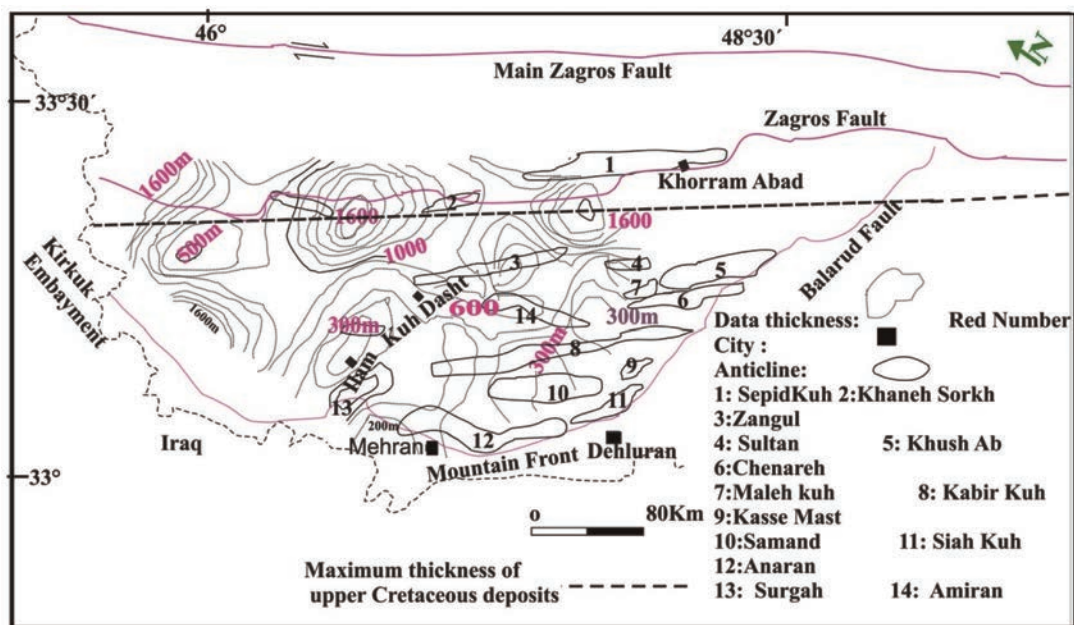 46°
48°30′
N
33°30′
Main Zagros Fault
Zagros Fault
1
Khorram Abad
1600m
2
1600
1600
500m
1000
Kirkuk
Embayment
Balarud Fault
3
4
5
7
6
Kuh Dasht
600
14
300m
1600m
300m
8
300m
9
Ilam
10
11
13
200m
12
Iraq
Mehran
Mountain Front
Dehluran
33°
o
80Km
Maximum thickness of
upper Cretaceous deposits
Data thickness: Red Number
City :
Anticline:
1: SepidKuh 2:Khaneh Sorkh
3:Zangul
4: Sultan 5: Khush Ab
6:Chenareh
7:Maleh kuh 8: Kabir Kuh
9:Kasse Mast
10:Samand 11: Siah Kuh
12:Anaran
13: Surgah 14: Amiran